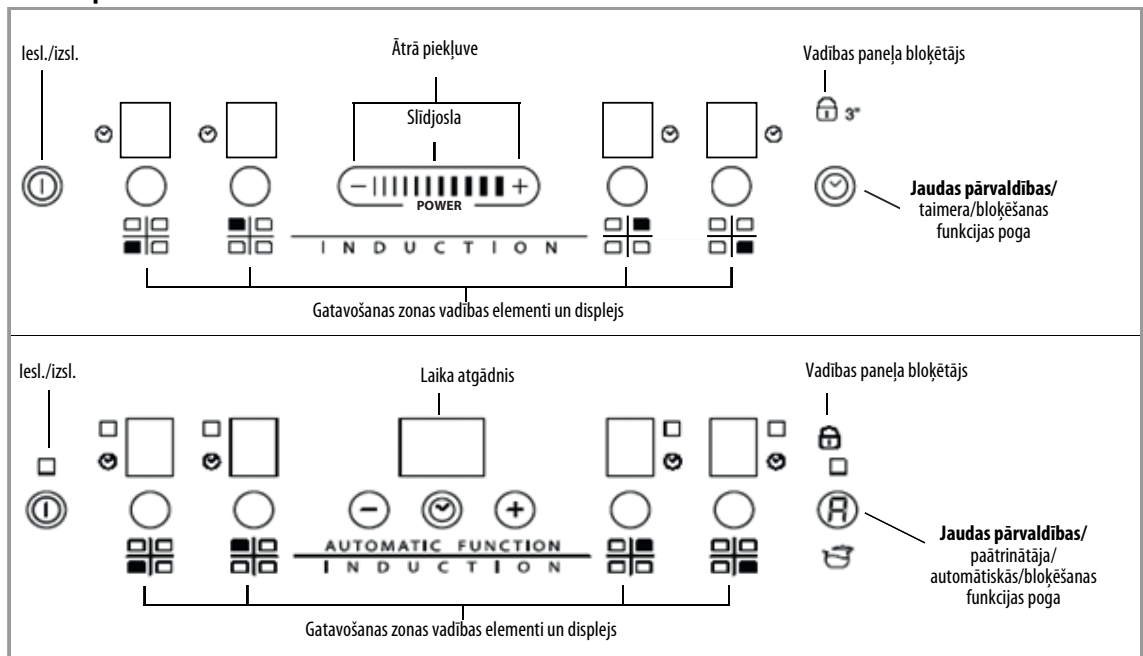 Iesl./izsl.
Ātrā piekļuve
Vadības paneļa bloķētājs
Slīdjosla
3"
POWER
Jaudas pārvaldības/
taimera/bloķēšanas
funkcijas poga
INDUCTION
Gatavošanas zonas vadības elementi un displejs
Iesl./izsl.
Laika atgādnis
Vadības paneļa bloķētājs
A
AUTOMATIC FUNCTION
INDUCTION
Jaudas pārvaldības/
paātrinātāja/
automātiskās/bloķēšanas
funkcijas poga
Gatavošanas zonas vadības elementi un displejs